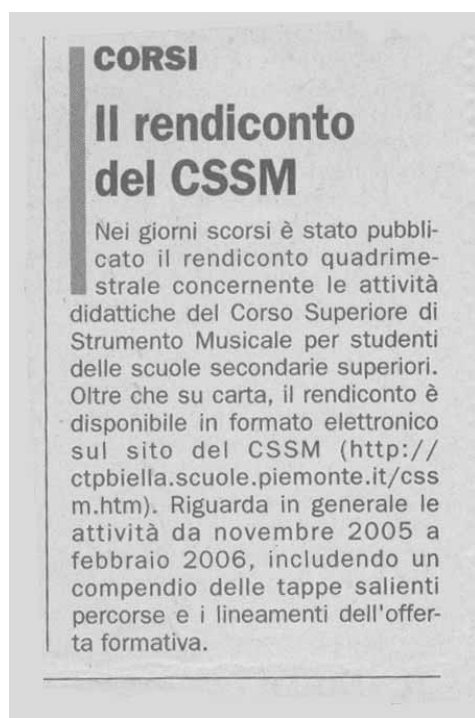 CORSI
Il rendiconto
del CSSM
Nei giorni scorsi è stato pubbli-
cato il rendiconto quadrime-
strale concernente le attività
didattiche del Corso Superiore di
Strumento Musicale per studenti
delle scuole secondarie superiori.
Oltre che su carta, il rendiconto è
disponibile in formato elettronico
sul sito del CSSM (http://
ctpbiella.scuole.piemonte.it/css
m.htm). Riguarda in generale le
attività da novembre 2005 a
febbraio 2006, includendo un
compendio delle tappe salienti
percorse e i lineamenti dell'offer-
ta formativa.